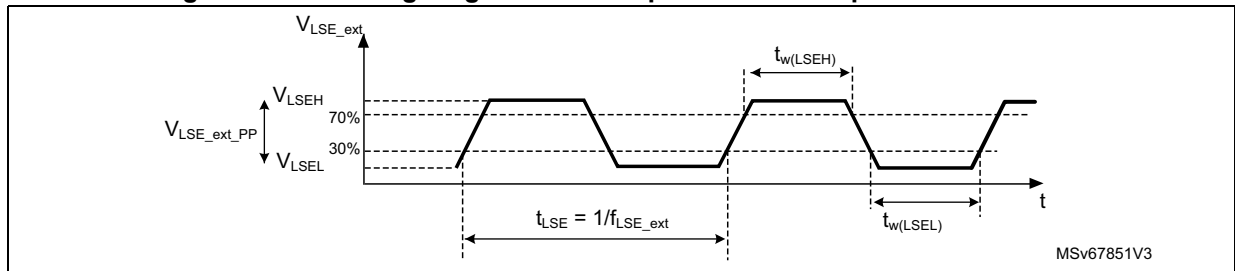 V_LSE_ext
t_w(LSEH)
V_LSEH
70%
V_LSE_ext_PP
30%
V_LSEL
t
t_LSE = 1/f_LSE_ext
t_w(LSEL)
MSv67851V3